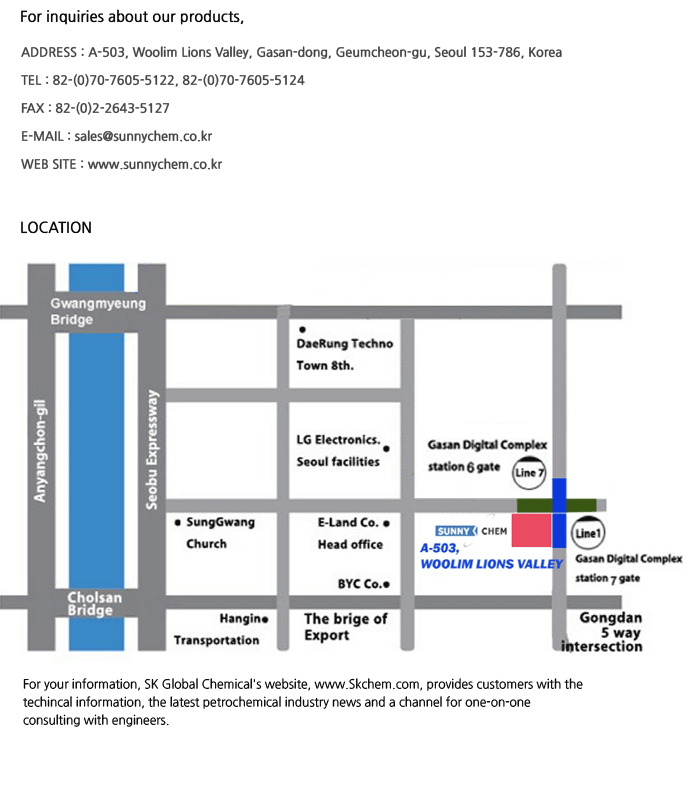 For inquiries about our products,
ADDRESS : A-503, Woolim Lions Valley, Gasan-dong, Geumcheon-gu, Seoul 153-786, Korea
TEL : 82-(0)70-7605-5122, 82-(0)70-7605-5124
FAX : 82-(0)2-2643-5127
E-MAIL : sales@sunnychem.co.kr
WEB SITE : www.sunnychem.co.kr
LOCATION
Gwangmyeung
Bridge
DaeRung Techno
Town 8th.
Anyangchon-gil
Seobu Expressway
LG Electronics.
Seoul facilities
Gasan Digital Complex
station 6 gate
Line 7
SungGwang
Church
E-Land Co.
Head office
SUNNY CHEM
A-503,
WOOLIM LIONS VALLEY
Line1
Gasan Digital Complex
station 7 gate
BYC Co.
Cholsan
Bridge
Hangin
Transportation
The brige of
Export
Gongdan
5 way
intersection
For your information, SK Global Chemical's website, www.Skchem.com, provides customers with the
techincal information, the latest petrochemical industry news and a channel for one-on-one
consulting with engineers.